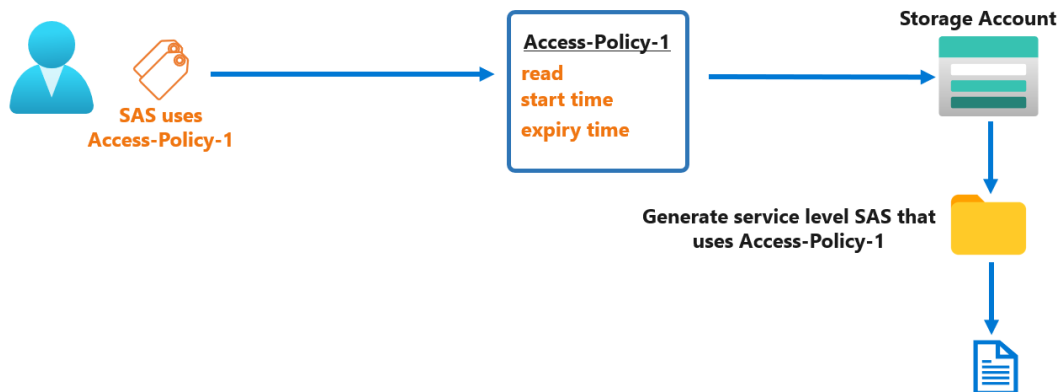 SAS uses
Access-Policy-1
Access-Policy-1
read
start time
expiry time
Storage Account
Generate service level SAS that
uses Access-Policy-1